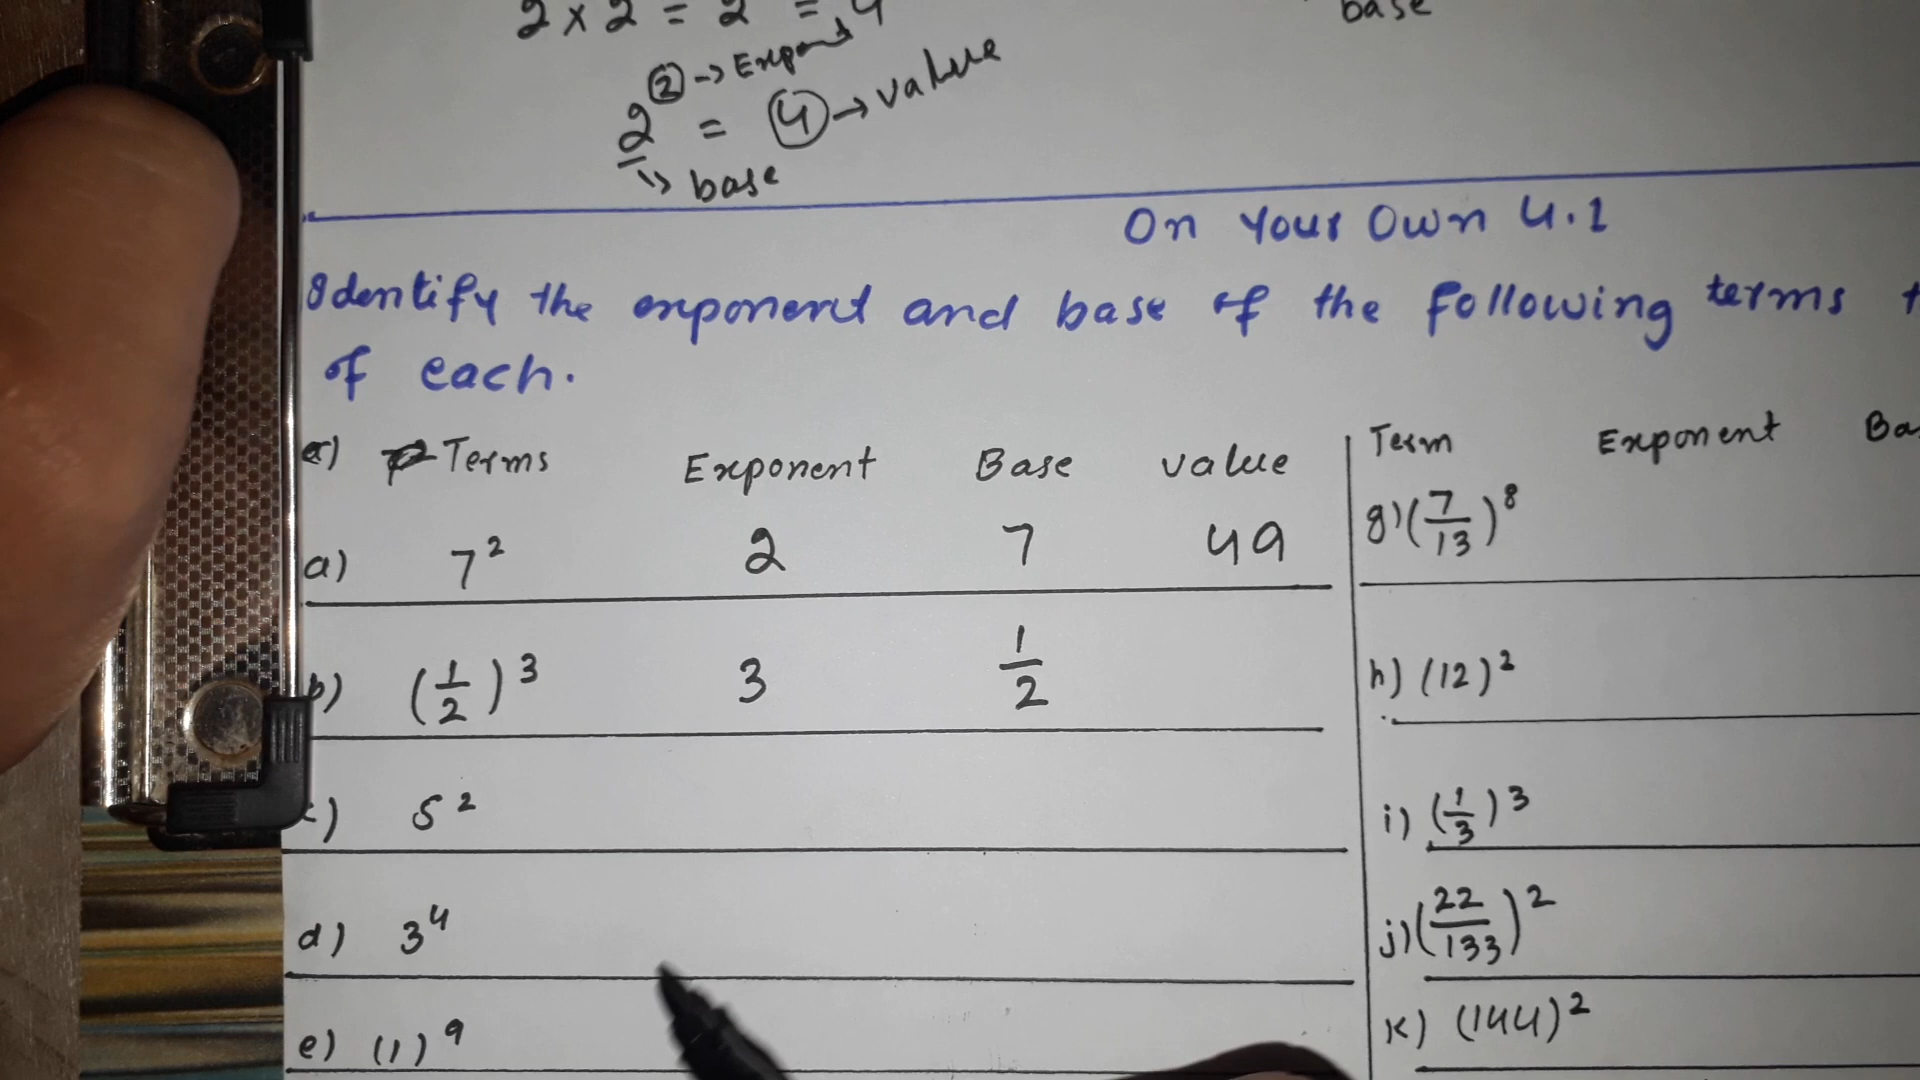 2 × 2 = 2 = 4
base
2② → Exponent
2 = ④ → value
↳ base
On Your Own 4.1
Identify the exponent and base of the following terms
of each.
Terms Exponent Base value
a) 7² 2 7 49
b) (1/2)³ 3 1/2
c) 5²
d) 3⁴
e) (1)⁹
Term Exponent Ba
g) (7/13)⁸
h) (12)²
i) (1/3)³
j) (22/133)²
k) (144)²